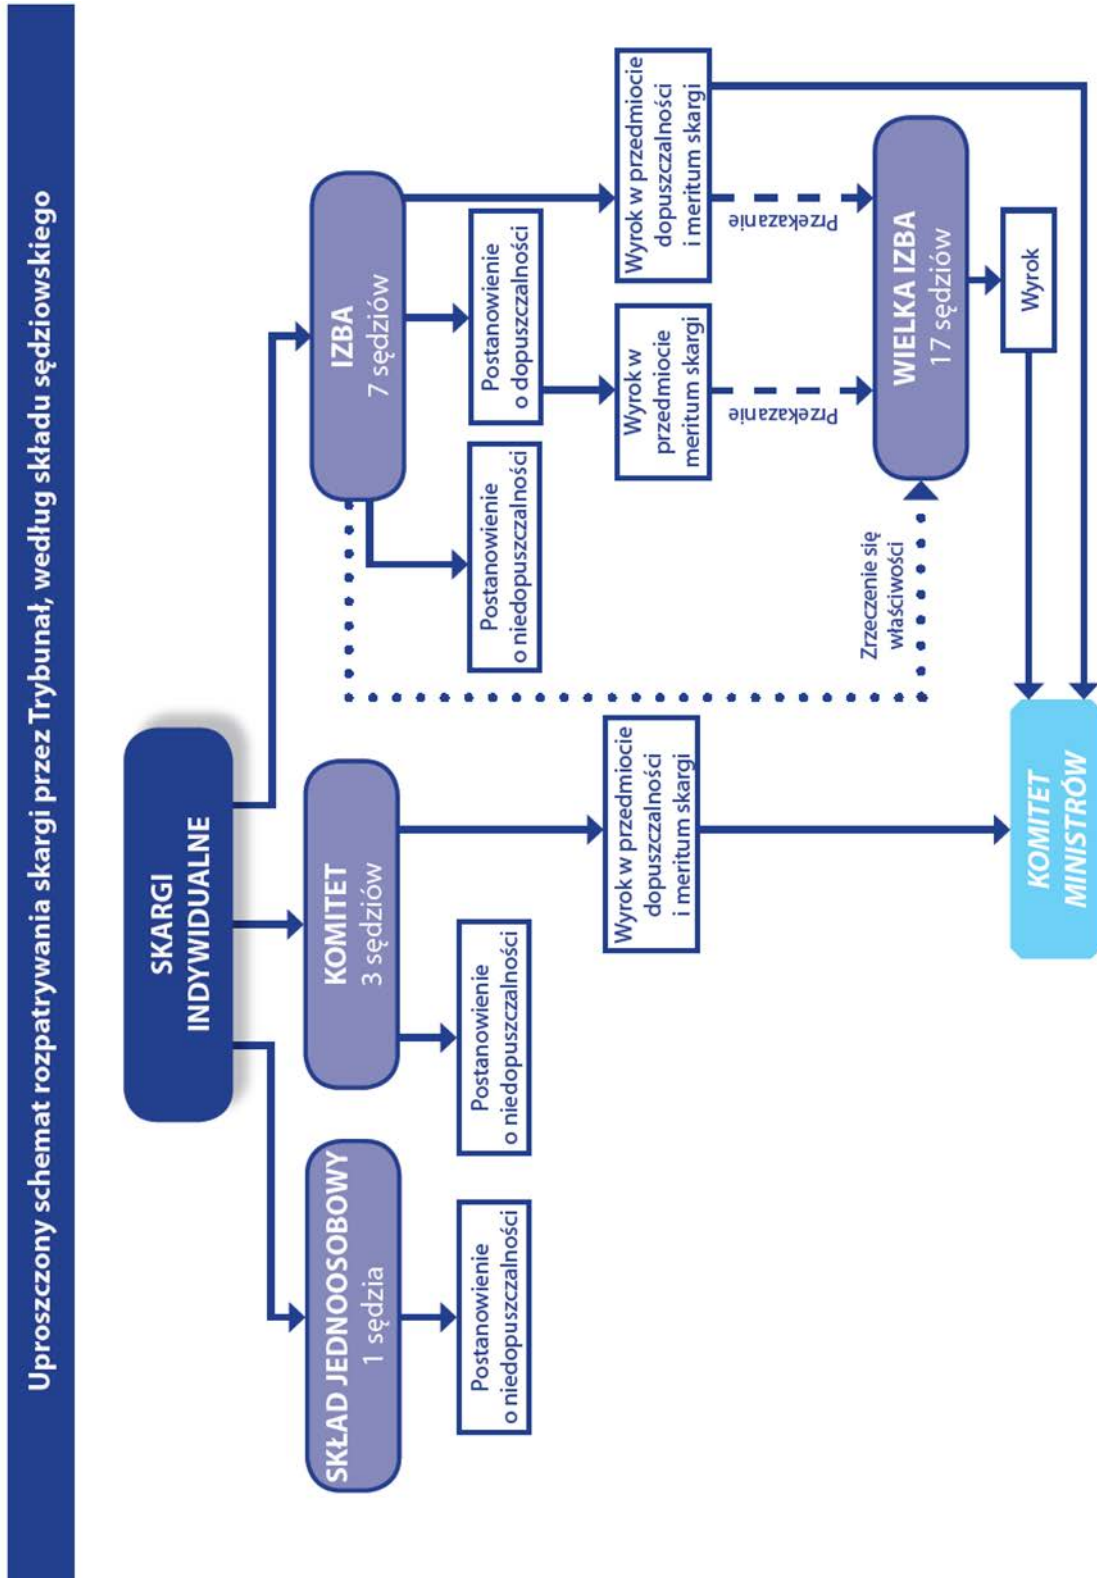 Uproszczony schemat rozpatrywania skargi przez Trybunał, według składu sędziowskiego
SKARGI
INDYWIDUALNE
SKŁAD JEDNOOSOBOWY
1 sędzia
KOMITET
3 sędziów
IZBA
7 sędziów
Postanowienie
o niedopuszczalności
Postanowienie
o niedopuszczalności
Postanowienie
o niedopuszczalności
Postanowienie
o dopuszczalności
Wyrok w przedmiocie
dopuszczalności
i meritum skargi
Wyrok w
przedmiocie
meritum skargi
Wyrok w przedmiocie
dopuszczalności
i meritum skargi
Przekazanie
Przekazanie
Zrzeczenie się
właściwości
WIELKA IZBA
17 sędziów
Wyrok
KOMITET
MINISTRÓW